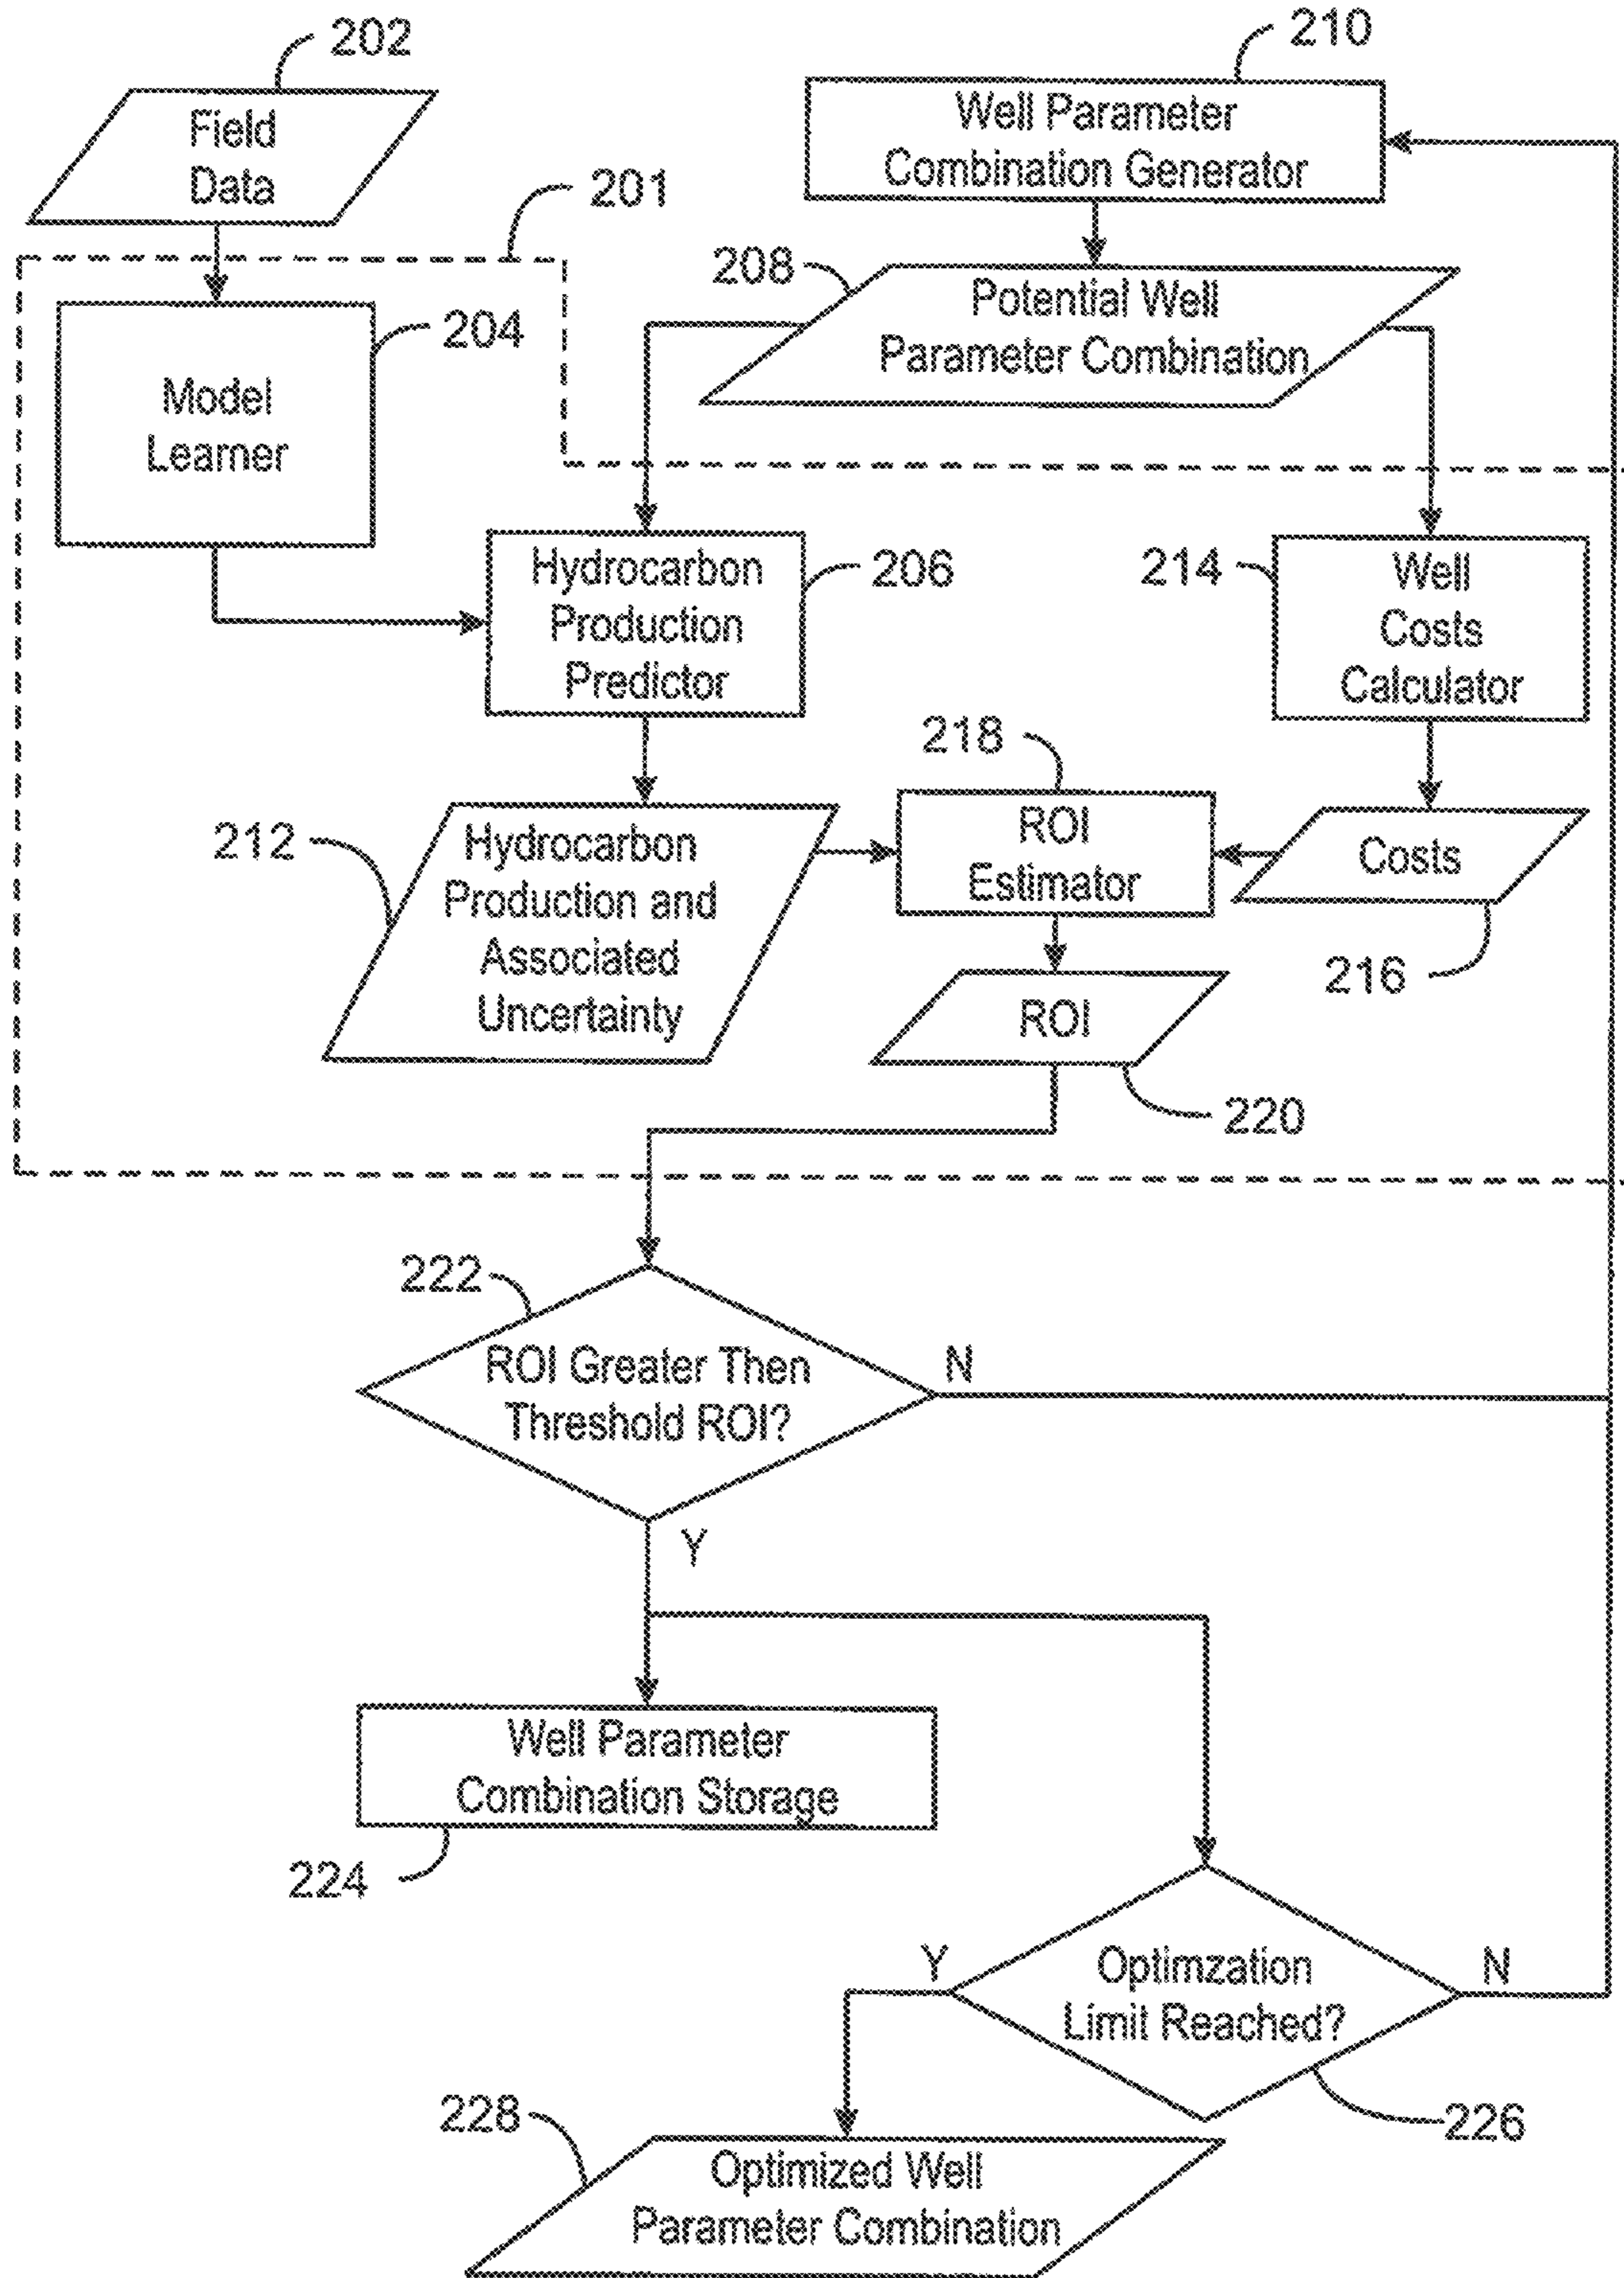 202
Field
Data
210
Well Parameter
Combination Generator
201
208
Potential Well
Parameter Combination
204
Model
Learner
Hydrocarbon
Production
Predictor
206
214
Well
Costs
Calculator
218
212
Hydrocarbon
Production and
Associated
Uncertainty
ROI
Estimator
Costs
216
ROI
220
222
ROI Greater Then
Threshold ROI?
N
Y
Well Parameter
Combination Storage
224
Y
Optimzation
Limit Reached?
N
226
228
Optimized Well
Parameter Combination